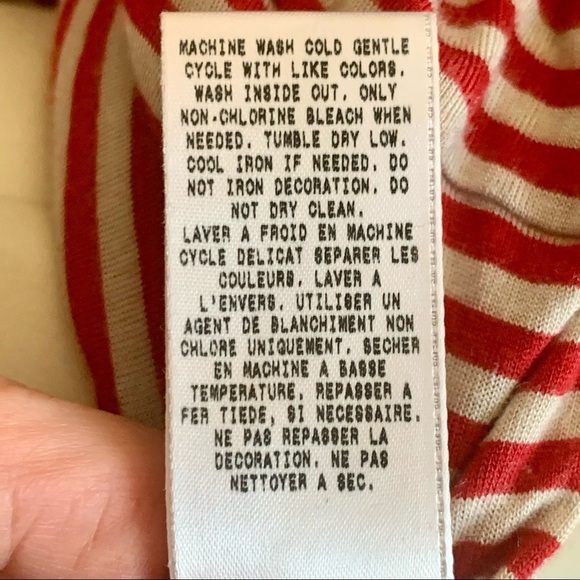 MACHINE WASH COLD GENTLE
CYCLE WITH LIKE COLORS.
WASH INSIDE OUT. ONLY
NON-CHLORINE BLEACH WHEN
NEEDED. TUMBLE DRY LOW.
COOL IRON IF NEEDED. DO
NOT IRON DECORATION. DO
NOT DRY CLEAN.
LAVER A FROID EN MACHINE
CYCLE DELICAT SEPARER LES
COULEURS. LAVER A
L'ENVERS. UTILISER UN
AGENT DE BLANCHIMENT NON
CHLORE UNIQUEMENT. SECHER
EN MACHINE A BASSE
TEMPERATURE. REPASSER A
FER TIEDE, SI NECESSAIRE.
NE PAS REPASSER LA
DECORATION. NE PAS
NETTOYER A SEC.